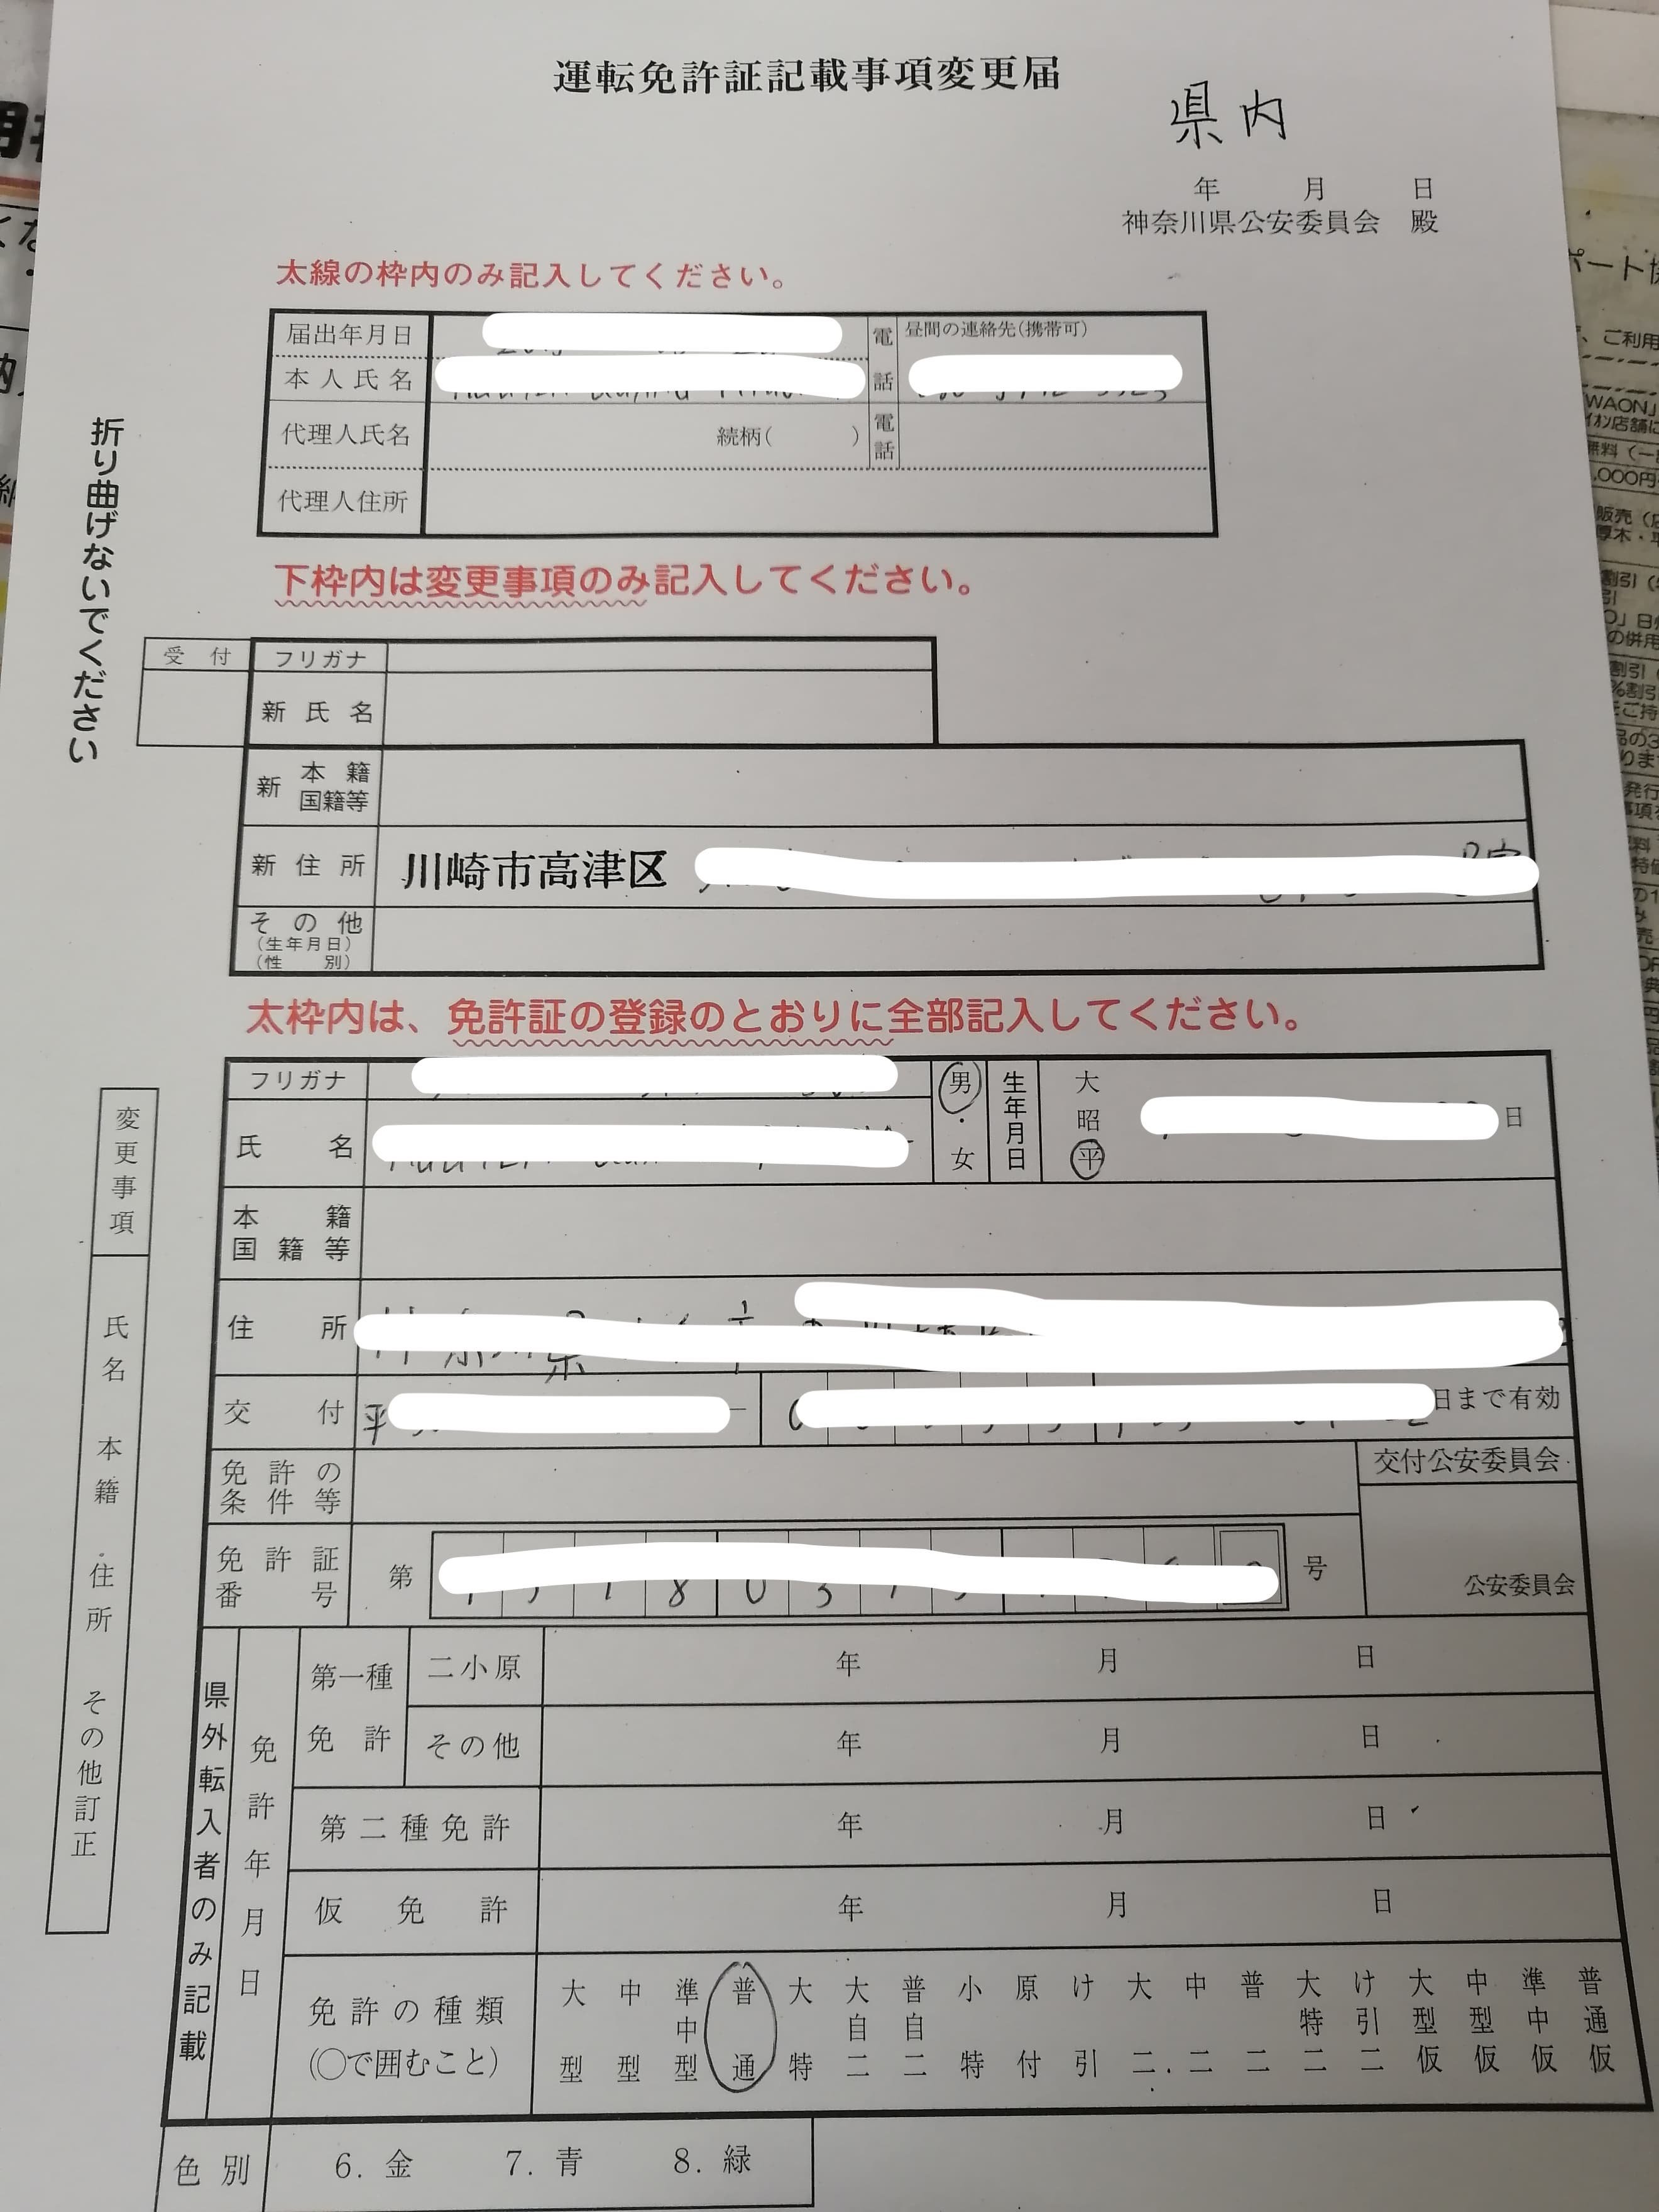 運転免許証記載事項変更届
県内
年 月 日
神奈川県公安委員会 殿
太線の枠内のみ記入してください。
届出年月日
電話 昼間の連絡先(携帯可)
本人氏名
代理人氏名 続柄( ) 電話
代理人住所
折り曲げないでください
下枠内は変更事項のみ記入してください。
受付 フリガナ
新氏名
新 本籍 国籍等
新住所 川崎市高津区
その他
(生年月日)
(性 別)
太枠内は、免許証の登録のとおりに全部記入してください。
フリガナ
氏 名
男・女
生年月日
大
昭
平
日
本 籍
国籍等
住 所
交 付 平
日まで有効
免許の
条件等
交付公安委員会
公安委員会
免許証
番 号
第
号
変更事項
氏名 本籍 住所 その他訂正
県外転入者のみ記載
免許年月日
第一種
免 許
二小原 年 月 日
その他 年 月 日
第二種免許 年 月 日
仮免許 年 月 日
免許の種類
(○で囲むこと)
大型 中型 準中型 普通 大特 大自二 普自二 小特 原付 け引 大二 中二 普二 大特二 け引二 大型仮 中型仮 準中仮 普通仮
色別 6. 金 7. 青 8. 緑